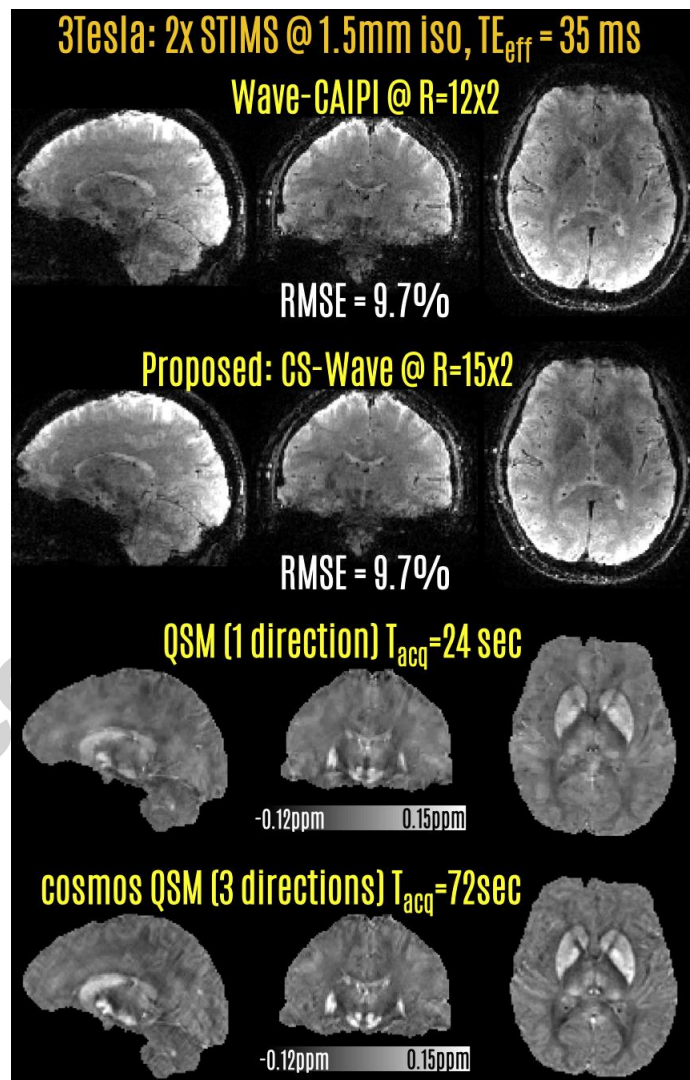 3Tesla: 2x STIMS @ 1.5mm iso, TEeff = 35 ms
Wave-CAIPI @ R=12x2
RMSE = 9.7%
Proposed: CS-Wave @ R=15x2
RMSE = 9.7%
QSM (1 direction) Tacq=24 sec
-0.12ppm 0.15ppm
cosmos QSM (3 directions) Tacq=72sec
-0.12ppm 0.15ppm